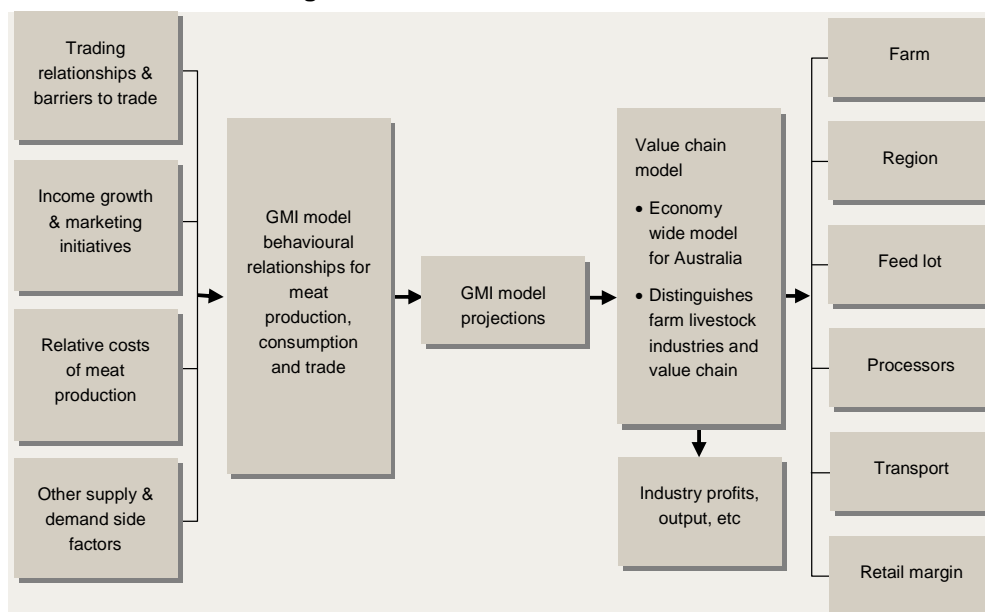 Trading
relationships &
barriers to trade
Income growth
& marketing
initiatives
Relative costs
of meat
production
Other supply &
demand side
factors
GMI model
behavioural
relationships for
meat
production,
consumption
and trade
GMI model
projections
Value chain
model
• Economy
wide model
for Australia
• Distinguishes
farm livestock
industries and
value chain
Industry profits,
output, etc
Farm
Region
Feed lot
Processors
Transport
Retail margin